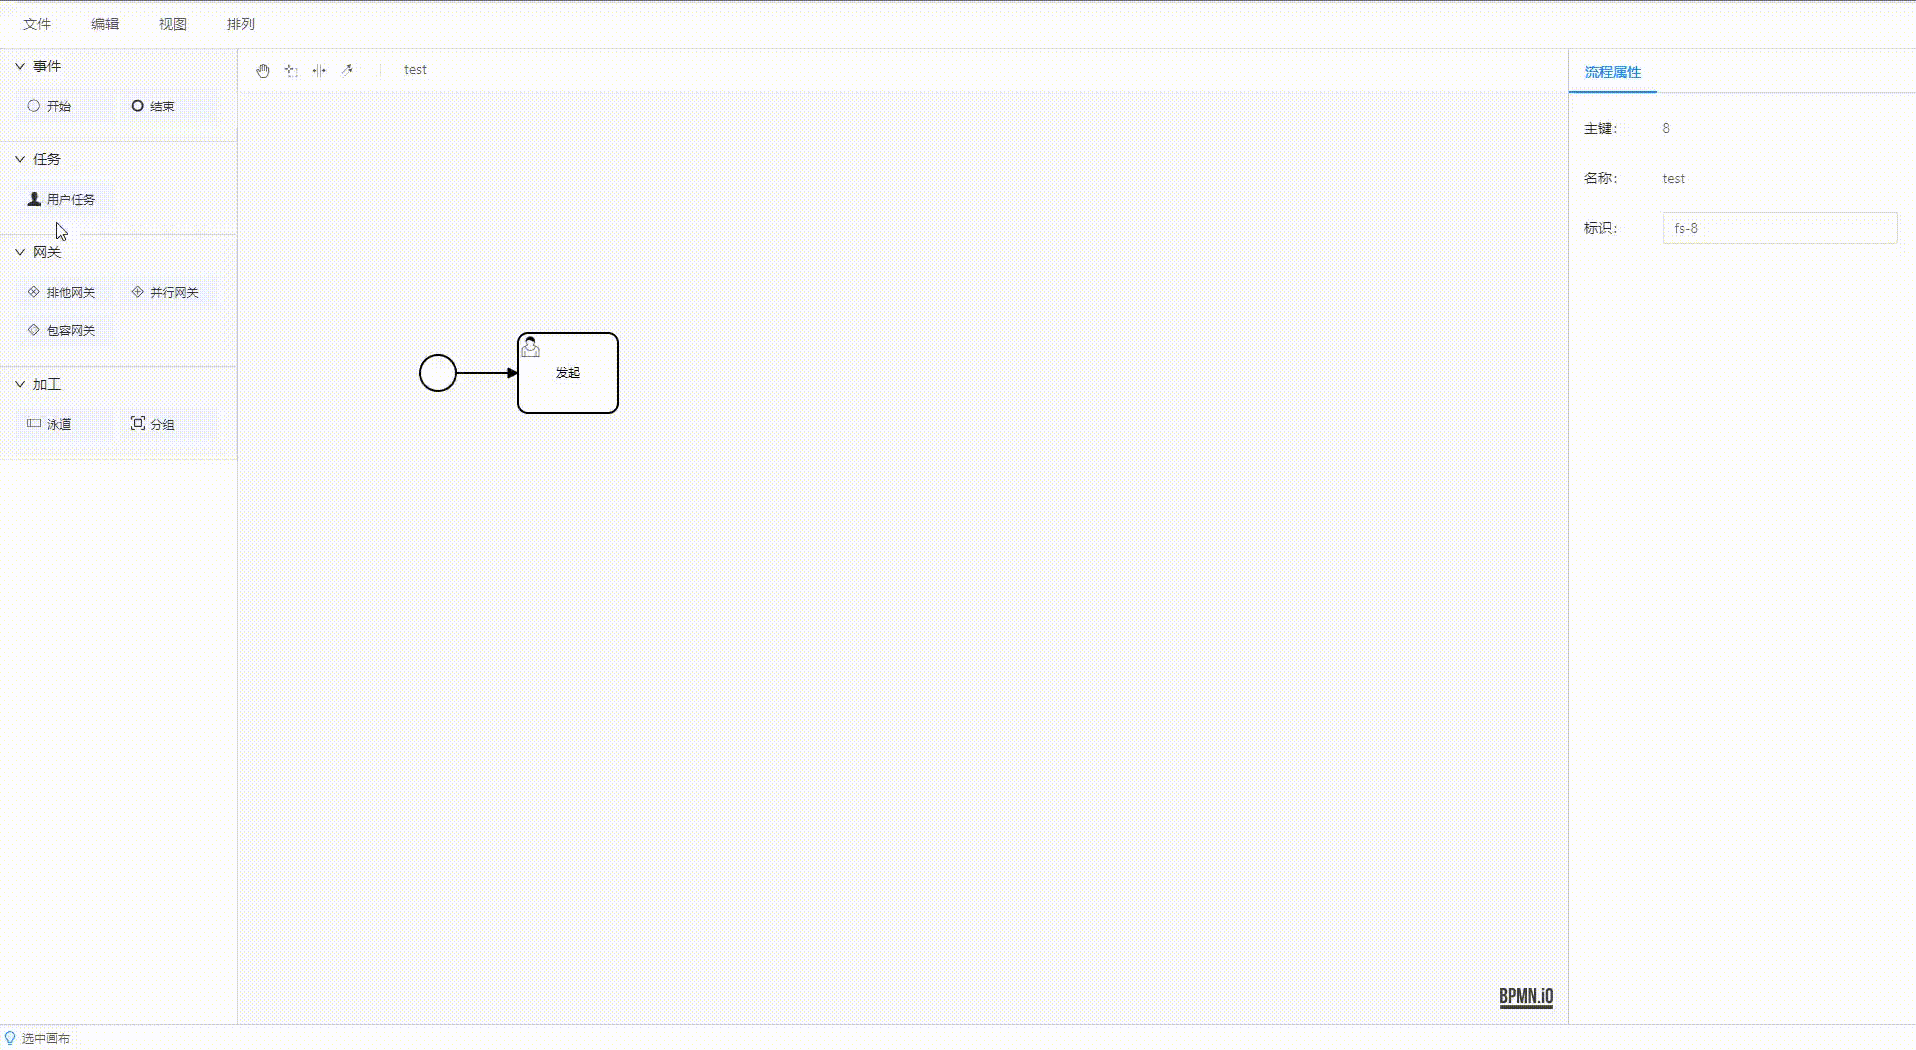 文件 编辑 视图 排列
事件
开始 结束
任务
用户任务
网关
排他网关 并行网关
包容网关
加工
泳道 分组
test
发起
BPMN.iO
流程属性
主键： 8
名称： test
标识： fs-8
选中画布